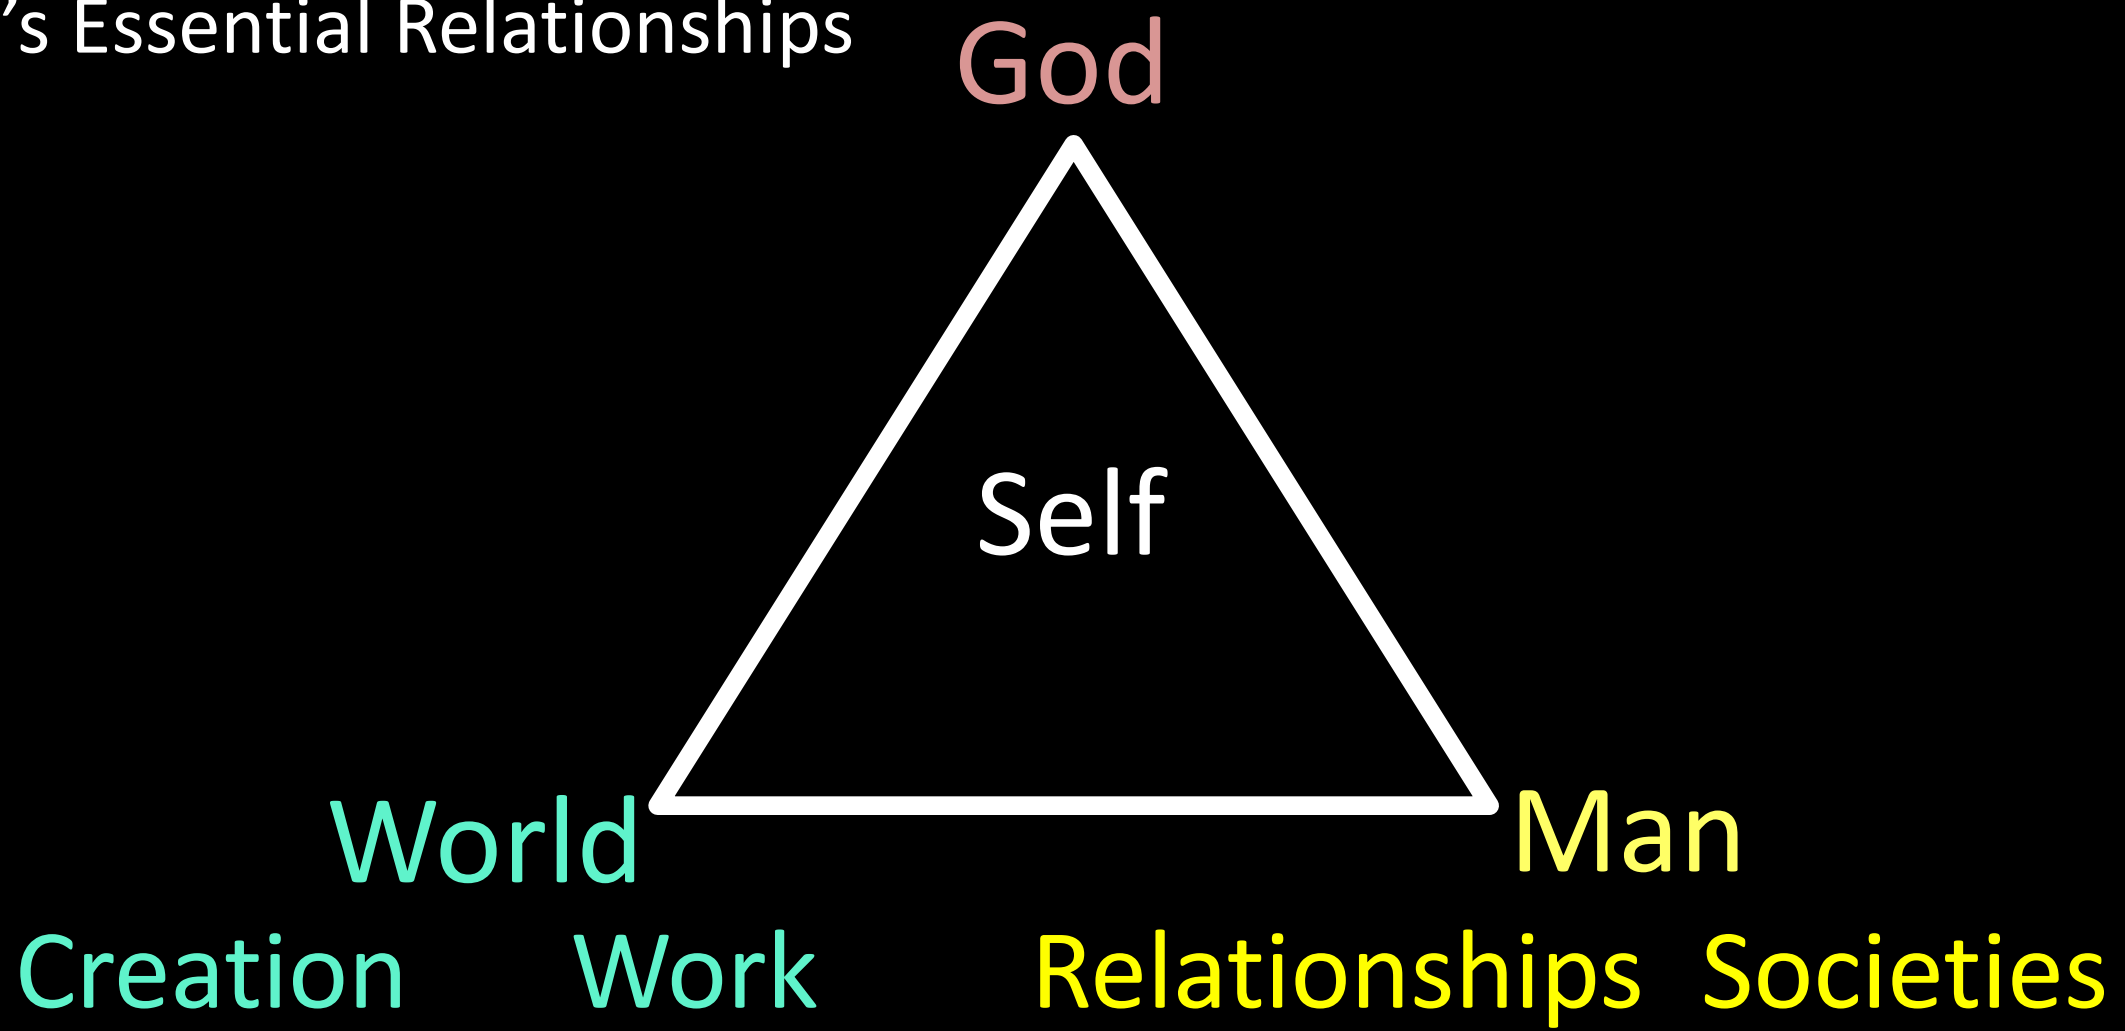 ’s Essential Relationships
God
Self
World
Man
Creation Work Relationships Societies